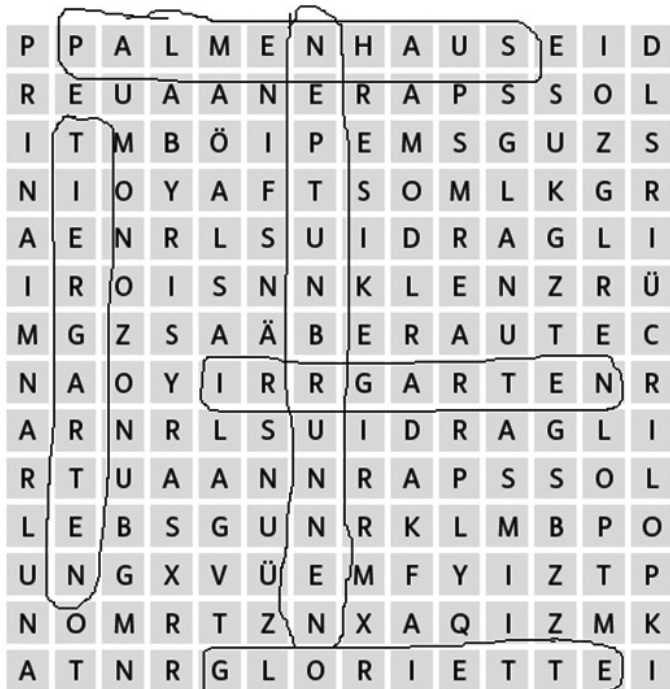 P P A L M E N H A U S E I D
R E U A A N E R A P S S O L
I T M B Ö I P E M S G U Z S
N I O Y A F T S O M L K G R
A E N R L S U I D R A G L I
I R O I S N N K L E N Z R Ü
M G Z S A Ä B E R A U T E C
N A O Y I R R G A R T E N R
A R N R L S U I D R A G L I
R T U A A N N R A P S S O L
L E B S G U N R K L M B P O
U N G X V Ü E M F Y I Z T P
N O M R T Z N X A Q I Z M K
A T N R G L O R I E T T E I